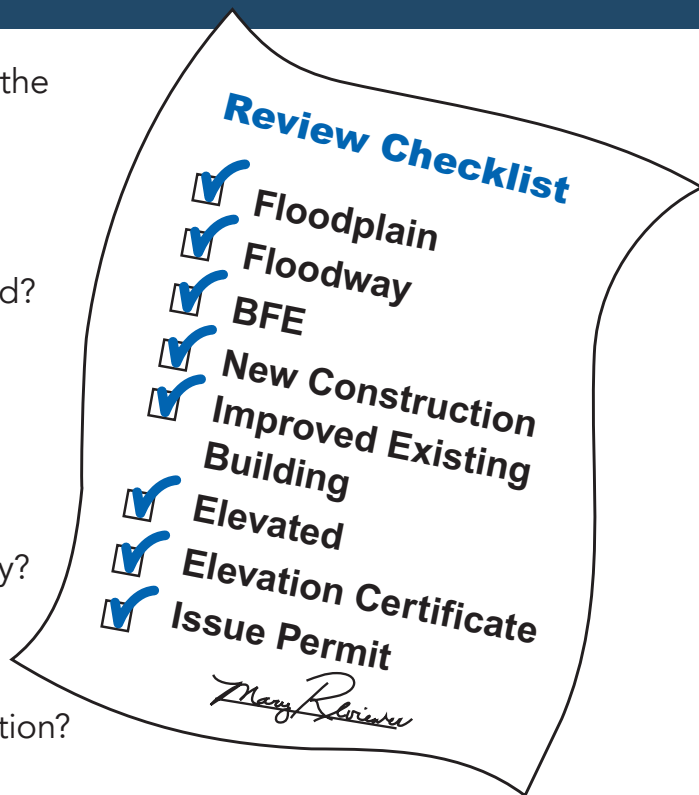 the
Review Checklist
Floodplain
Floodway
d?
BFE
New Construction
Improved Existing
Building
Elevated
y?
Elevation Certificate
Issue Permit
Mary Reviewer
tion?